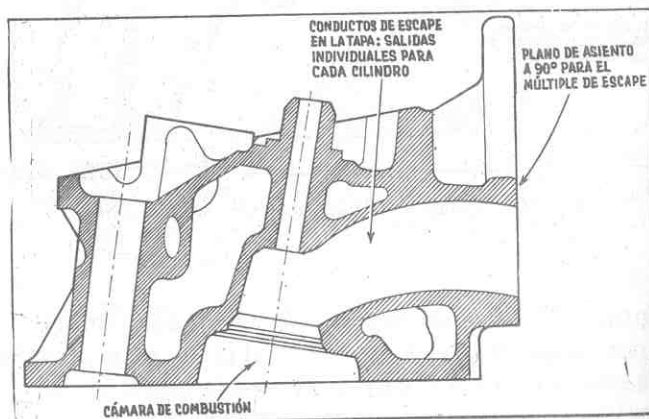 CONDUCTOS DE ESCAPE
EN LA TAPA: SALIDAS
INDIVIDUALES PARA
CADA CILINDRO
PLANO DE ASIENTO
A 90° PARA EL
MÚLTIPLE DE ESCAPE
CÁMARA DE COMBUSTIÓN